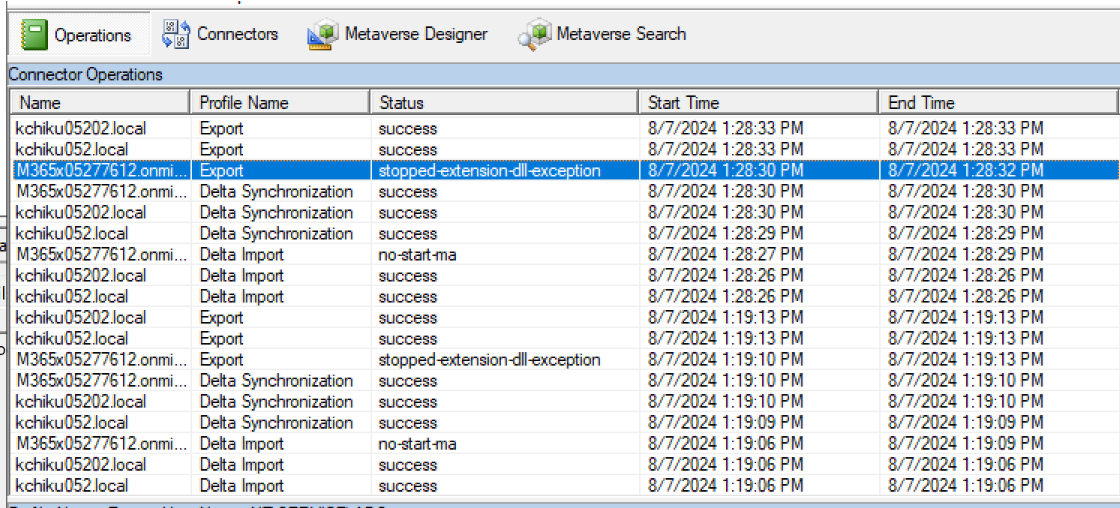 Operations Connectors Metaverse Designer Metaverse Search
Connector Operations
Name Profile Name Status Start Time End Time
kchiku05202.local Export success 8/7/2024 1:28:33 PM 8/7/2024 1:28:33 PM
kchiku052.local Export success 8/7/2024 1:28:33 PM 8/7/2024 1:28:33 PM
M365x05277612.onmi... Export stopped-extension-dll-exception 8/7/2024 1:28:30 PM 8/7/2024 1:28:32 PM
M365x05277612.onmi... Delta Synchronization success 8/7/2024 1:28:30 PM 8/7/2024 1:28:30 PM
kchiku05202.local Delta Synchronization success 8/7/2024 1:28:30 PM 8/7/2024 1:28:30 PM
kchiku052.local Delta Synchronization success 8/7/2024 1:28:29 PM 8/7/2024 1:28:29 PM
M365x05277612.onmi... Delta Import no-start-ma 8/7/2024 1:28:27 PM 8/7/2024 1:28:29 PM
kchiku05202.local Delta Import success 8/7/2024 1:28:26 PM 8/7/2024 1:28:26 PM
kchiku052.local Delta Import success 8/7/2024 1:28:26 PM 8/7/2024 1:28:26 PM
kchiku05202.local Export success 8/7/2024 1:19:13 PM 8/7/2024 1:19:13 PM
kchiku052.local Export success 8/7/2024 1:19:13 PM 8/7/2024 1:19:13 PM
M365x05277612.onmi... Export stopped-extension-dll-exception 8/7/2024 1:19:10 PM 8/7/2024 1:19:13 PM
M365x05277612.onmi... Delta Synchronization success 8/7/2024 1:19:10 PM 8/7/2024 1:19:10 PM
kchiku05202.local Delta Synchronization success 8/7/2024 1:19:10 PM 8/7/2024 1:19:10 PM
kchiku052.local Delta Synchronization success 8/7/2024 1:19:09 PM 8/7/2024 1:19:09 PM
M365x05277612.onmi... Delta Import no-start-ma 8/7/2024 1:19:06 PM 8/7/2024 1:19:09 PM
kchiku05202.local Delta Import success 8/7/2024 1:19:06 PM 8/7/2024 1:19:06 PM
kchiku052.local Delta Import success 8/7/2024 1:19:06 PM 8/7/2024 1:19:06 PM